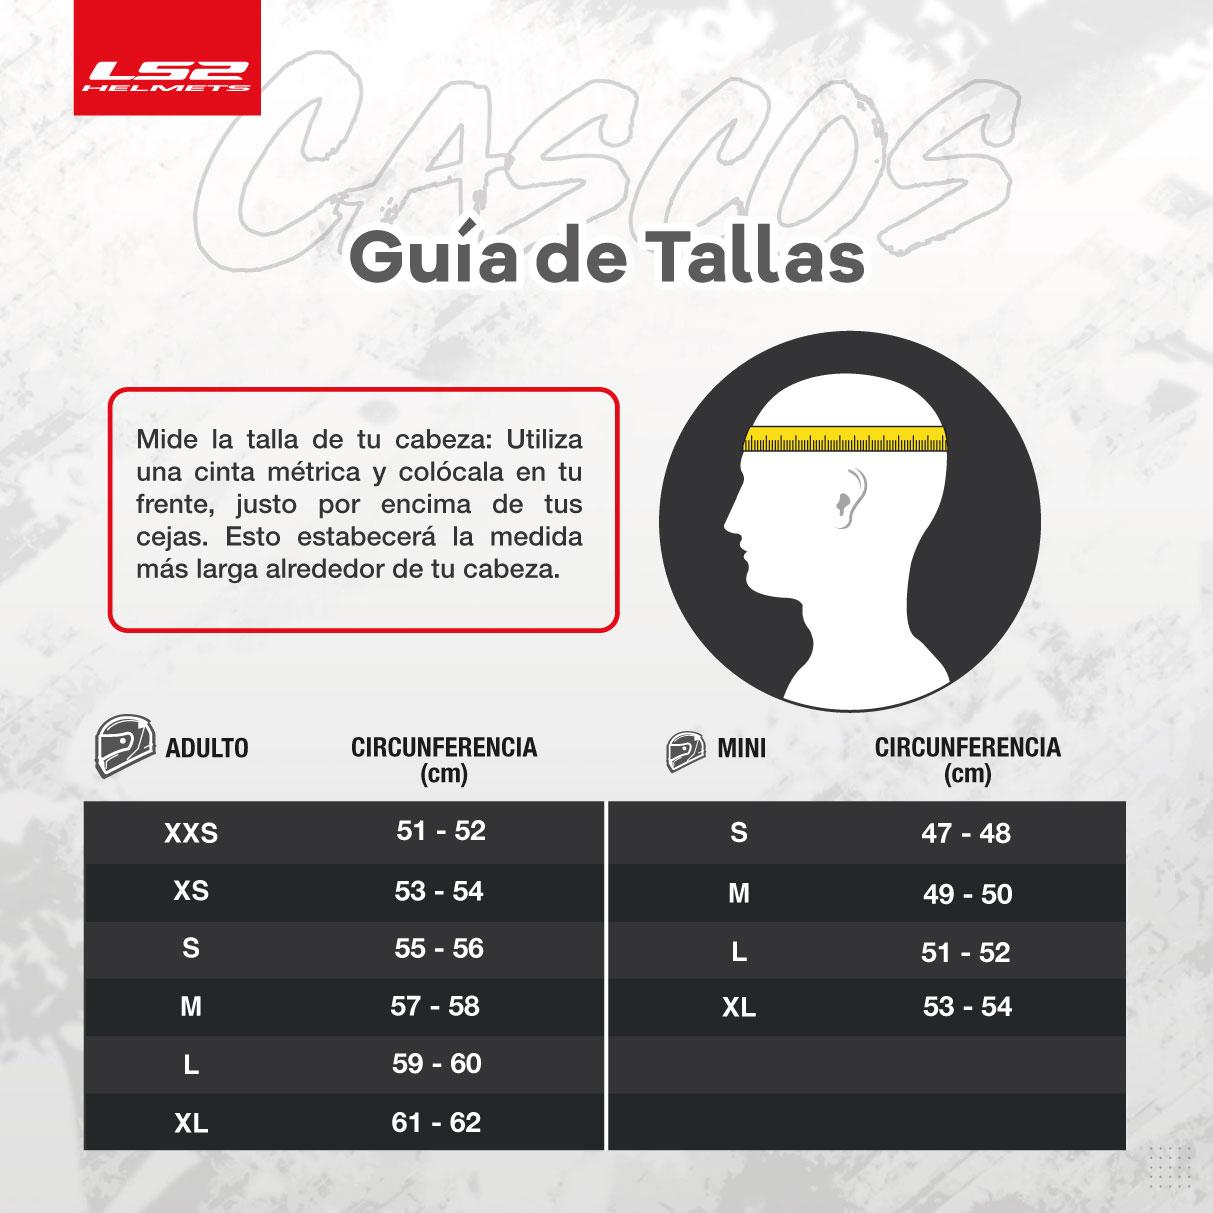 LS2
HELMETS
CASCOS
Guía de Tallas
Mide la talla de tu cabeza: Utiliza
una cinta métrica y colócala en tu
frente, justo por encima de tus
cejas. Esto estabecerá la medida
más larga alrededor de tu cabeza.
ADULTO CIRCUNFERENCIA (cm)
XXS 51 - 52
XS 53 - 54
S 55 - 56
M 57 - 58
L 59 - 60
XL 61 - 62
MINI CIRCUNFERENCIA (cm)
S 47 - 48
M 49 - 50
L 51 - 52
XL 53 - 54